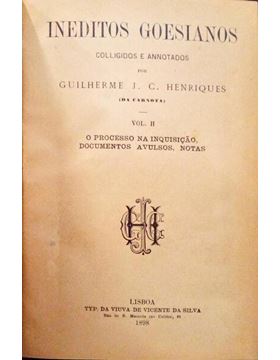 INEDITOS GOESIANOS
COLLIGIDOS E ANNOTADOS
POR
GUILHERME J. C. HENRIQUES
(DA CARNOTA)
VOL. II
O PROCESSO NA INQUISIÇÃO,
DOCUMENTOS AVULSOS, NOTAS
LISBOA
TYP. DA VIUVA DE VICENTE DA SILVA
1898